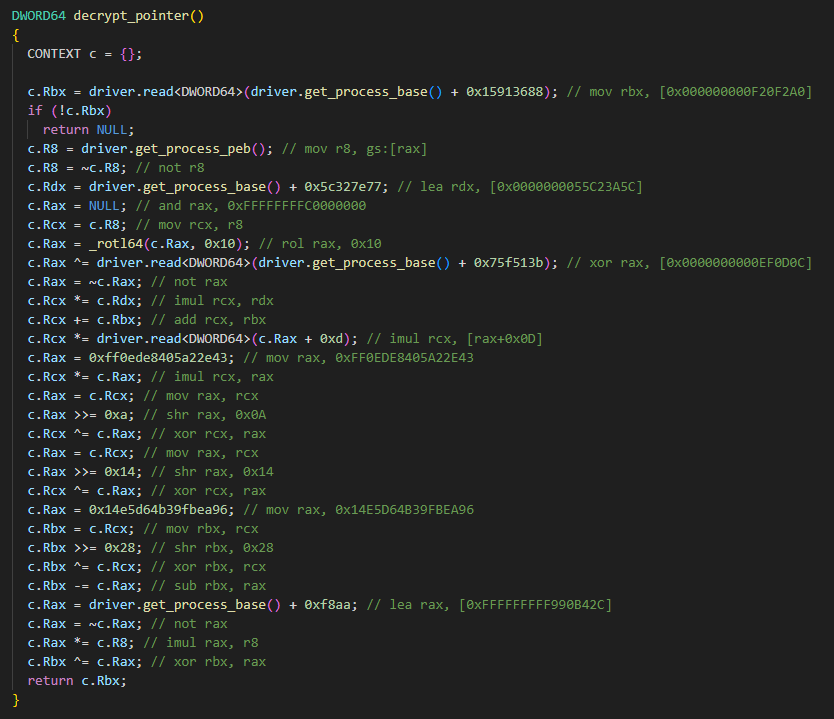 DWORD64 decrypt_pointer()
{
  CONTEXT c = {};

  c.Rbx = driver.read<DWORD64>(driver.get_process_base() + 0x15913688); // mov rbx, [0x000000000F20F2A0]
  if (!c.Rbx)
    return NULL;
  c.R8 = driver.get_process_peb(); // mov r8, gs:[rax]
  c.R8 = ~c.R8; // not r8
  c.Rdx = driver.get_process_base() + 0x5c327e77; // lea rdx, [0x0000000055C23A5C]
  c.Rax = NULL; // and rax, 0xFFFFFFFFC0000000
  c.Rcx = c.R8; // mov rcx, r8
  c.Rax = _rotl64(c.Rax, 0x10); // rol rax, 0x10
  c.Rax ^= driver.read<DWORD64>(driver.get_process_base() + 0x75f513b); // xor rax, [0x0000000000EF0D0C]
  c.Rax = ~c.Rax; // not rax
  c.Rcx *= c.Rdx; // imul rcx, rdx
  c.Rcx += c.Rbx; // add rcx, rbx
  c.Rcx *= driver.read<DWORD64>(c.Rax + 0xd); // imul rcx, [rax+0x0D]
  c.Rax = 0xff0ede8405a22e43; // mov rax, 0xFF0EDE8405A22E43
  c.Rcx *= c.Rax; // imul rcx, rax
  c.Rax = c.Rcx; // mov rax, rcx
  c.Rax >>= 0xa; // shr rax, 0x0A
  c.Rcx ^= c.Rax; // xor rcx, rax
  c.Rax = c.Rcx; // mov rax, rcx
  c.Rax >>= 0x14; // shr rax, 0x14
  c.Rcx ^= c.Rax; // xor rcx, rax
  c.Rax = 0x14e5d64b39fbea96; // mov rax, 0x14E5D64B39FBEA96
  c.Rbx = c.Rcx; // mov rbx, rcx
  c.Rbx >>= 0x28; // shr rbx, 0x28
  c.Rbx ^= c.Rcx; // xor rbx, rcx
  c.Rbx -= c.Rax; // sub rbx, rax
  c.Rax = driver.get_process_base() + 0xf8aa; // lea rax, [0xFFFFFFFFF990B42C]
  c.Rax = ~c.Rax; // not rax
  c.Rax *= c.R8; // imul rax, r8
  c.Rbx ^= c.Rax; // xor rbx, rax
  return c.Rbx;
}